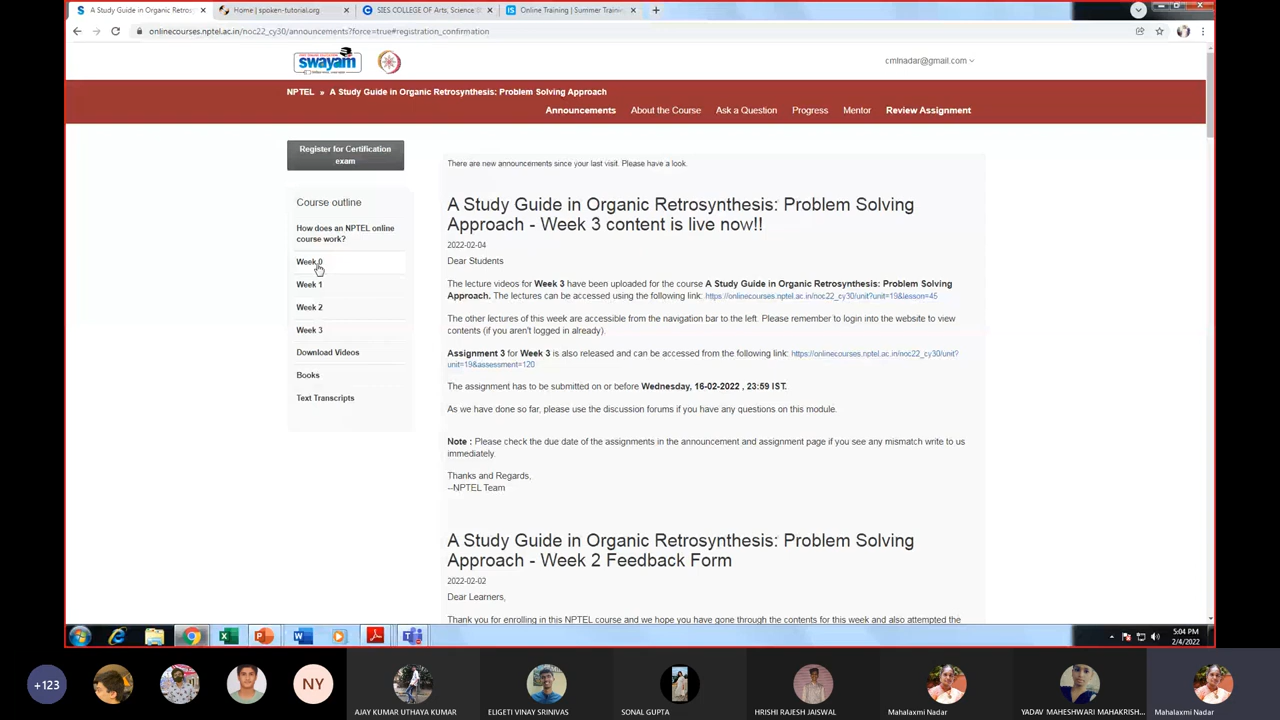 A Study Guide in Organic Retros
Home | spoken-tutorial.org
SIES COLLEGE OF Arts, Science
Online Training | Summer Trainin
onlinecourses.nptel.ac.in/noc22_cy30/announcements?force=true#registration_confirmation
swayam
cmlnadar@gmail.com
NPTEL » A Study Guide in Organic Retrosynthesis: Problem Solving Approach
Announcements About the Course Ask a Question Progress Mentor Review Assignment
Register for Certification
exam
Course outline
How does an NPTEL online
course work?
Week 0
Week 1
Week 2
Week 3
Download Videos
Books
Text Transcripts
There are new announcements since your last visit. Please have a look.
A Study Guide in Organic Retrosynthesis: Problem Solving
Approach - Week 3 content is live now!!
2022-02-04
Dear Students
The lecture videos for Week 3 have been uploaded for the course A Study Guide in Organic Retrosynthesis: Problem Solving
Approach. The lectures can be accessed using the following link: https://onlinecourses.nptel.ac.in/noc22_cy30/unit?unit=19&lesson=45
The other lectures of this week are accessible from the navigation bar to the left. Please remember to login into the website to view
contents (if you aren't logged in already).
Assignment 3 for Week 3 is also released and can be accessed from the following link: https://onlinecourses.nptel.ac.in/noc22_cy30/unit?
unit=19&assessment=120
The assignment has to be submitted on or before Wednesday, 16-02-2022 , 23:59 IST.
As we have done so far, please use the discussion forums if you have any questions on this module.
Note : Please check the due date of the assignments in the announcement and assignment page if you see any mismatch write to us
immediately.
Thanks and Regards,
--NPTEL Team
A Study Guide in Organic Retrosynthesis: Problem Solving
Approach - Week 2 Feedback Form
2022-02-02
Dear Learners,
Thank you for enrolling in this NPTEL course and we hope you have gone through the contents for this week and also attempted the
5:04 PM
2/4/2022
+123
NY
AJAY KUMAR UTHAYA KUMAR
ELIGETI VINAY SRINIVAS
SONAL GUPTA
HRISHI RAJESH JAISWAL
Mahalaxmi Nadar
YADAV MAHESHWARI MAHAKRISH...
Mahalaxmi Nadar